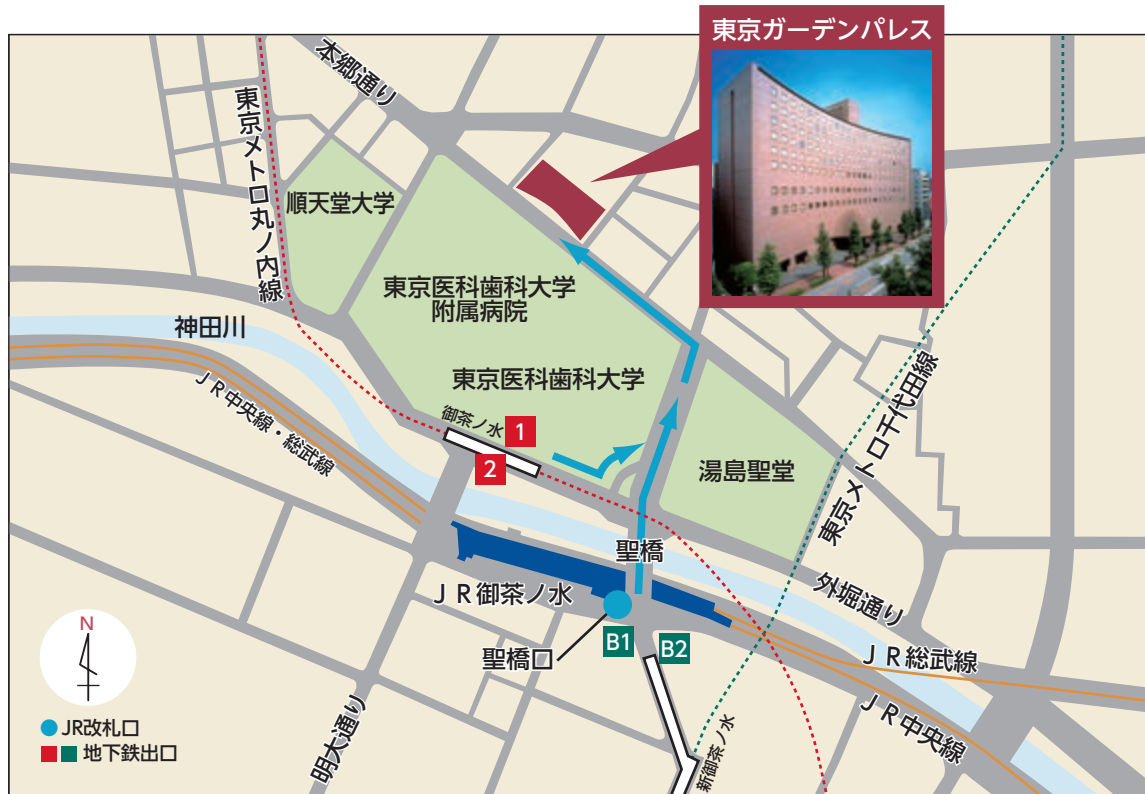 東京ガーデンパレス
本郷通り
東京メトロ丸ノ内線
順天堂大学
東京医科歯科大学
附属病院
神田川
JR中央線・総武線
東京医科歯科大学
御茶ノ水
1
2
湯島聖堂
東京メトロ千代田線
聖橋
外堀通り
JR御茶ノ水
B1
B2
聖橋口
JR総武線
JR中央線
新御茶ノ水
明大通り
N
JR改札口
地下鉄出口